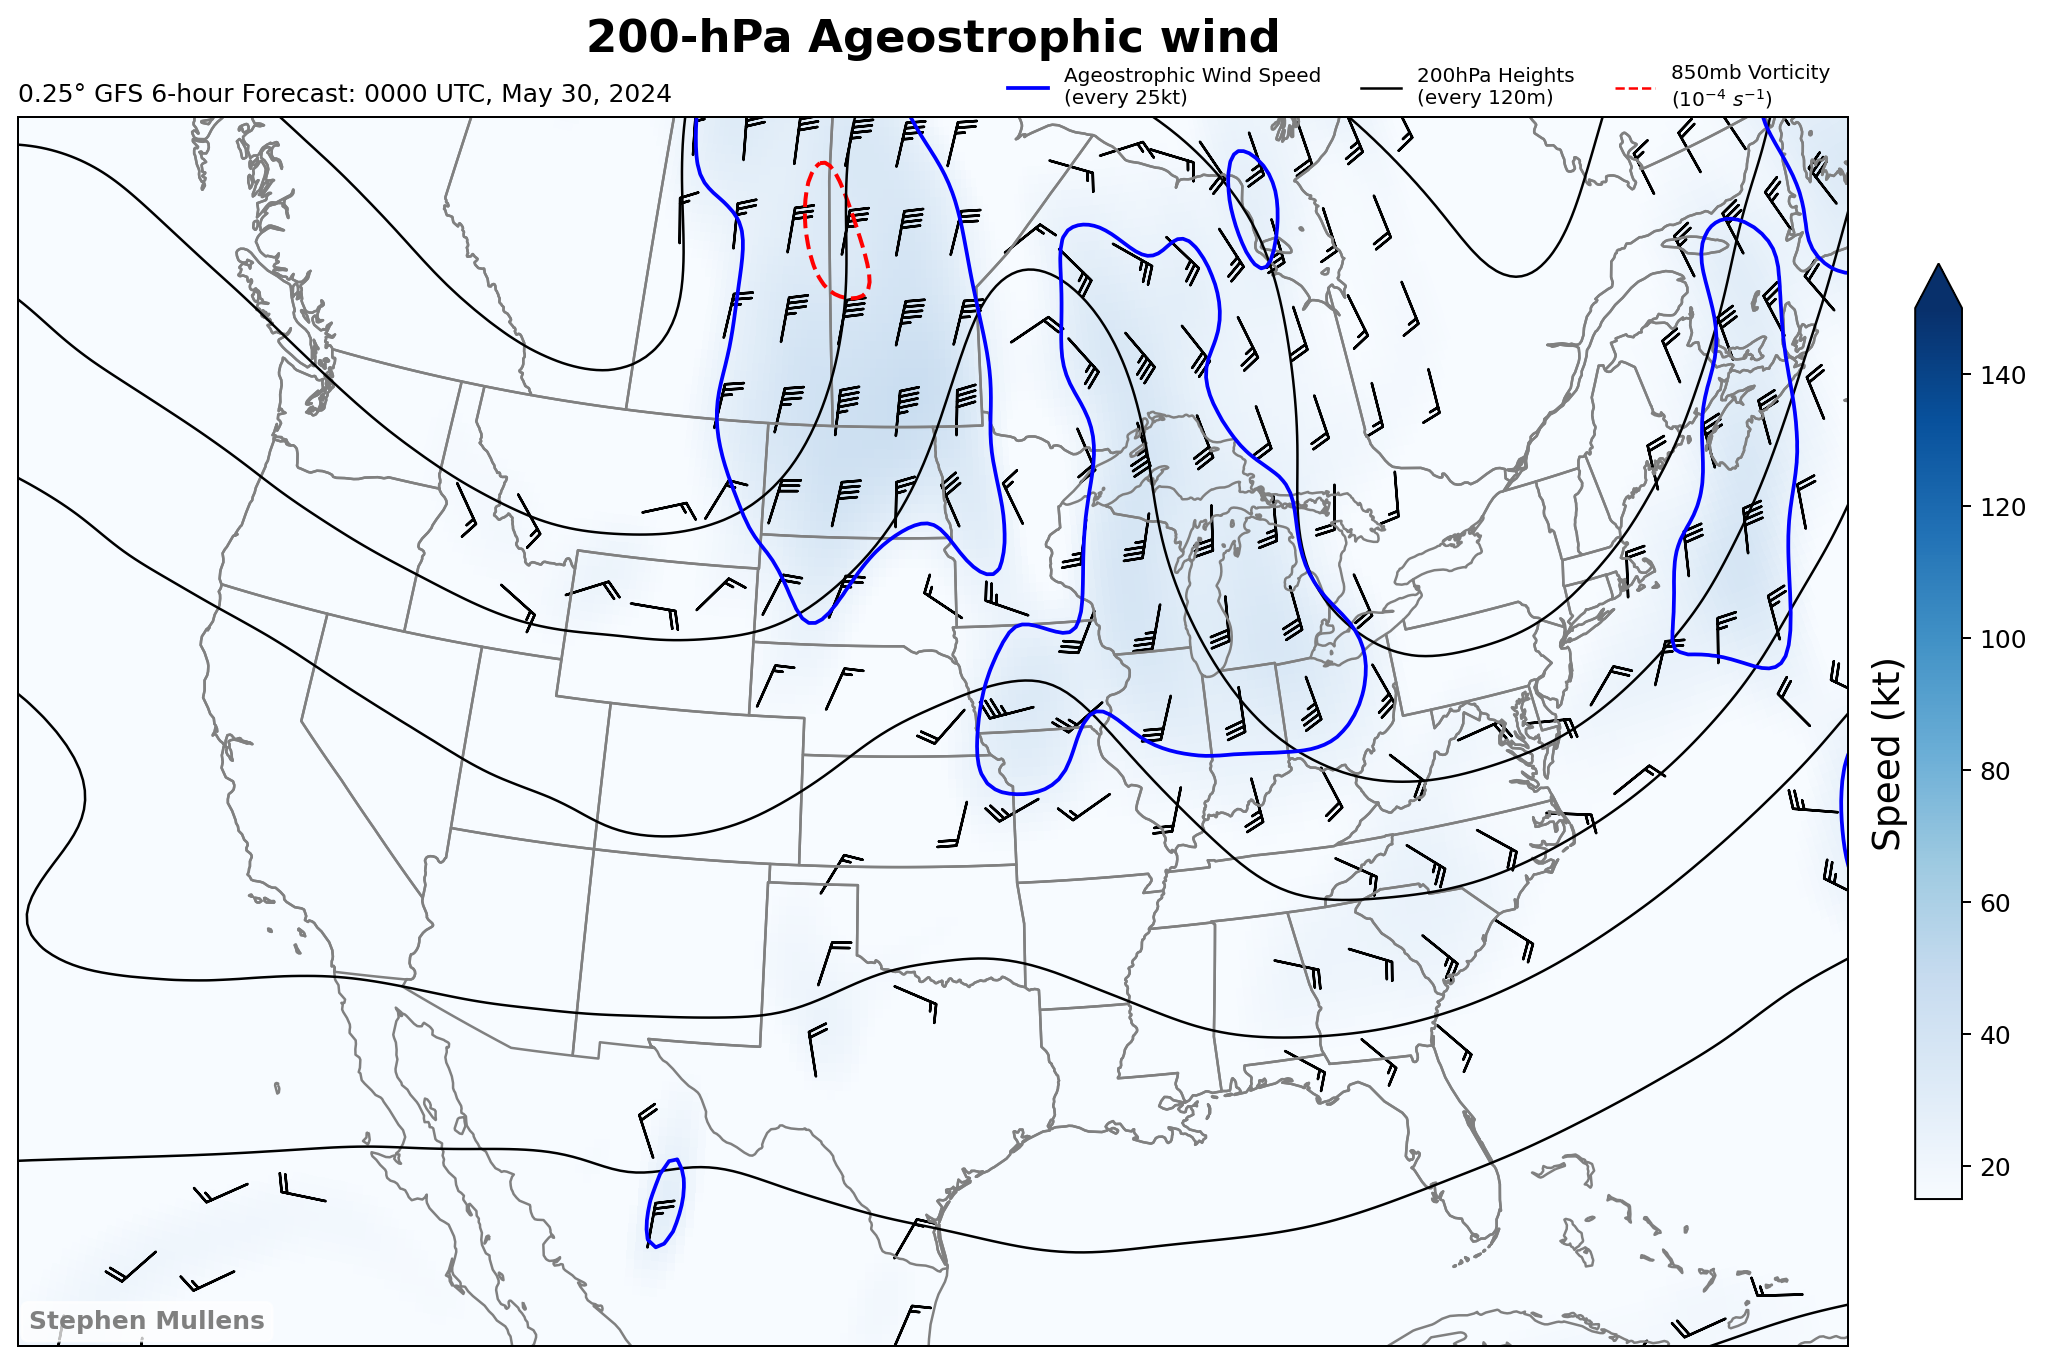 200-hPa Ageostrophic wind
0.25° GFS 6-hour Forecast: 0000 UTC, May 30, 2024
Ageostrophic Wind Speed
(every 25kt)
200hPa Heights
(every 120m)
850mb Vorticity
(10⁻⁴ s⁻¹)
140
120
100
80
60
40
20
Speed (kt)
Stephen Mullens